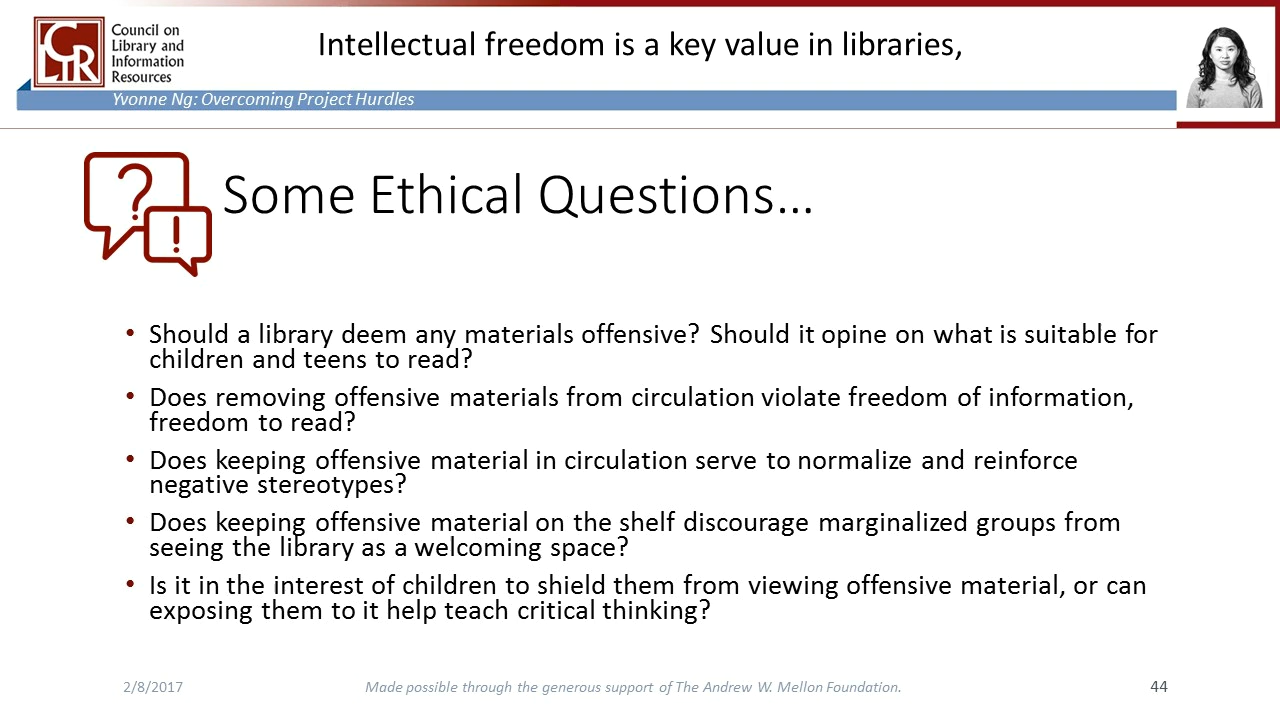 Council on
Library and
Information
Resources
CLIR
Intellectual freedom is a key value in libraries,
Yvonne Ng: Overcoming Project Hurdles
? !
Some Ethical Questions…
• Should a library deem any materials offensive? Should it opine on what is suitable for
children and teens to read?
• Does removing offensive materials from circulation violate freedom of information,
freedom to read?
• Does keeping offensive material in circulation serve to normalize and reinforce
negative stereotypes?
• Does keeping offensive material on the shelf discourage marginalized groups from
seeing the library as a welcoming space?
• Is it in the interest of children to shield them from viewing offensive material, or can
exposing them to it help teach critical thinking?
2/8/2017
Made possible through the generous support of The Andrew W. Mellon Foundation.
44